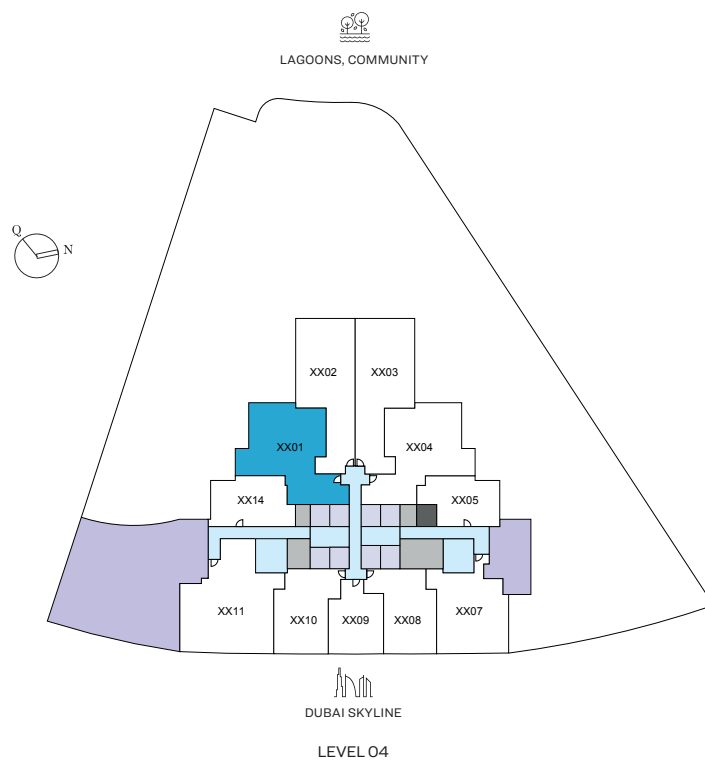 LAGOONS, COMMUNITY
Q
N
XX02
XX03
XX01
XX04
XX14
XX05
XX11
XX10
XX09
XX08
XX07
DUBAI SKYLINE
LEVEL 04